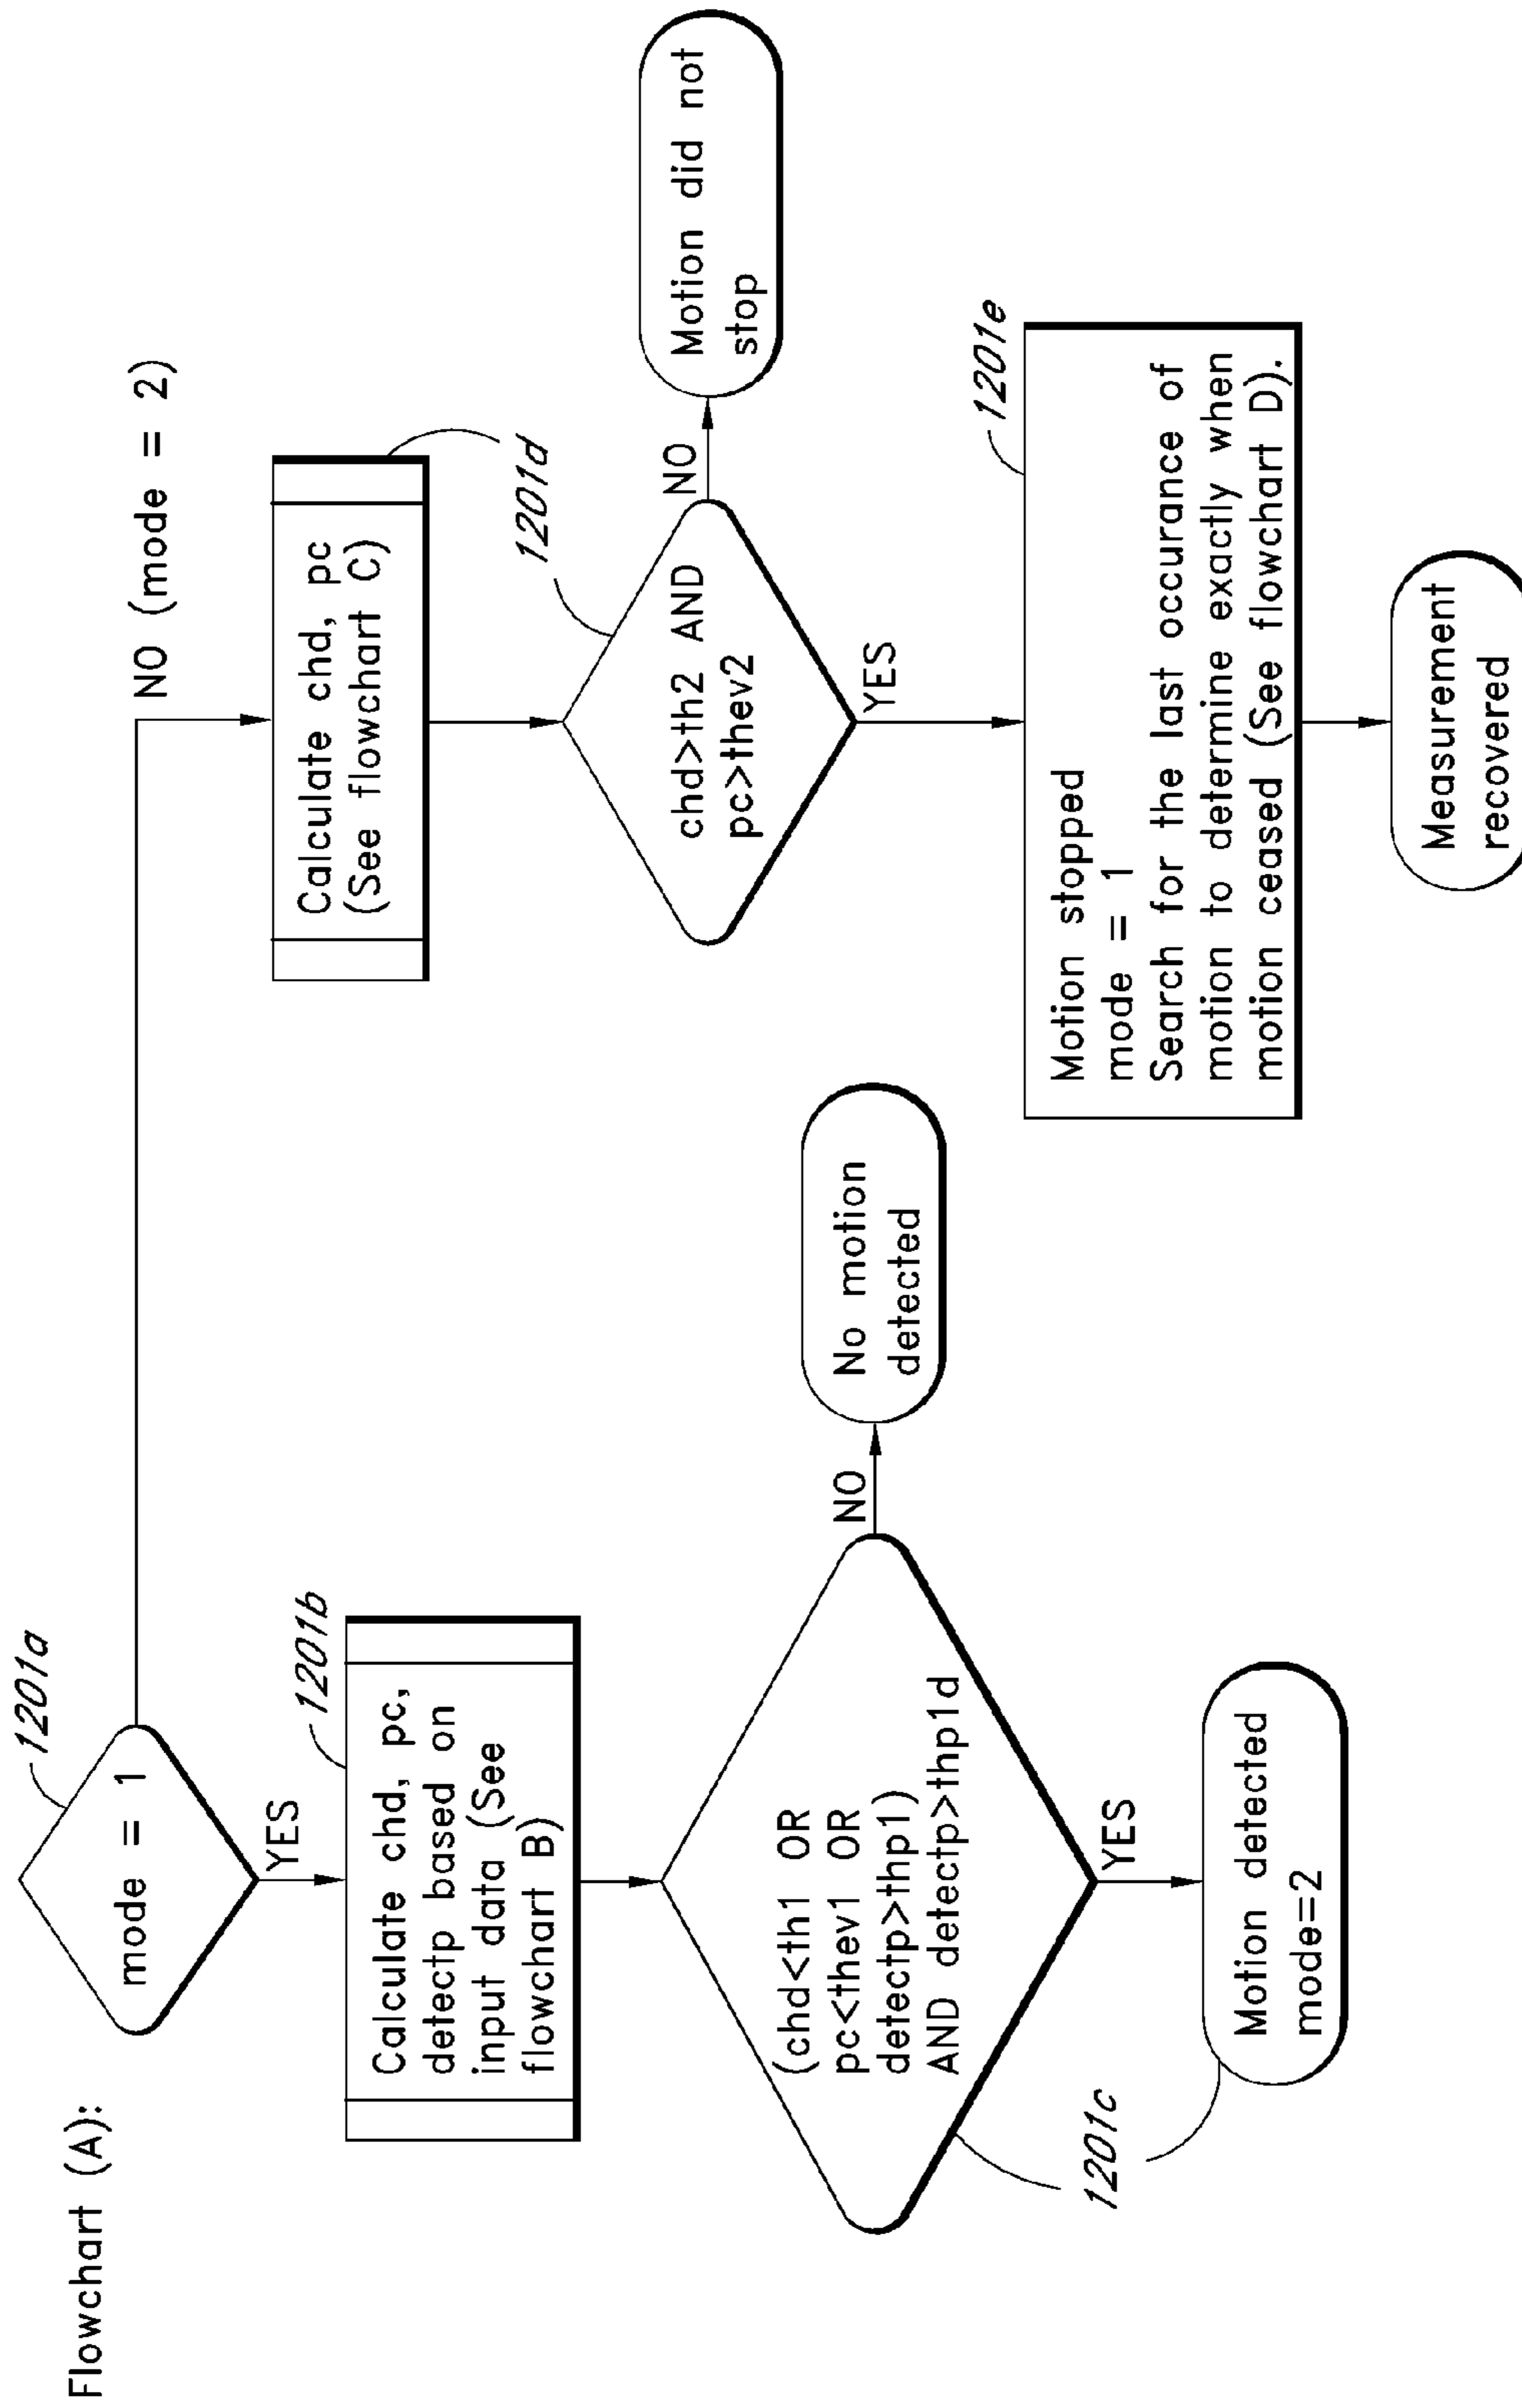 Flowchart (A):
1201a
mode = 1
YES
NO (mode = 2)
1201b
Calculate chd, pc,
detectp based on
input data (See
flowchart B)
(chd<th1 OR
pc<thev1 OR
detectp>thp1)
AND detectp>thp1d
NO
No motion
detected
YES
1201c
Motion detected
mode=2
Calculate chd, pc
(See flowchart C)
1201d
chd>th2 AND
pc>thev2
NO
Motion did not
stop
YES
1201e
Motion stopped
mode = 1
Search for the last occurance of
motion to determine exactly when
motion ceased (See flowchart D).
Measurement
recovered